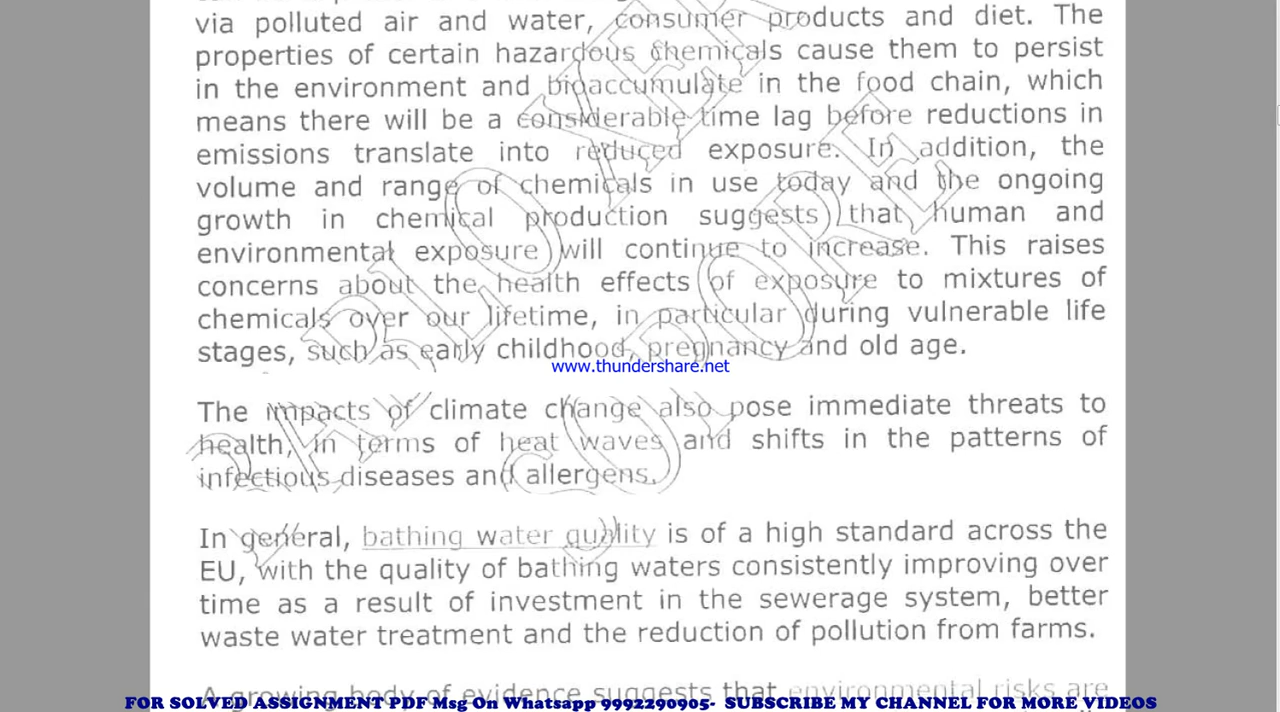 via polluted air and water, consumer products and diet. The
properties of certain hazardous chemicals cause them to persist
in the environment and bioaccumulate in the food chain, which
means there will be a considerable time lag before reductions in
emissions translate into reduced exposure. In addition, the
volume and range of chemicals in use today and the ongoing
growth in chemical production suggests that human and
environmental exposure will continue to increase. This raises
concerns about the health effects of exposure to mixtures of
chemicals over our lifetime, in particular during vulnerable life
stages, such as early childhood, pregnancy and old age.
www.thundershare.net
The impacts of climate change also pose immediate threats to
health, in terms of heat waves and shifts in the patterns of
infectious diseases and allergens.
In general, bathing water quality is of a high standard across the
EU, with the quality of bathing waters consistently improving over
time as a result of investment in the sewerage system, better
waste water treatment and the reduction of pollution from farms.
A growing body of evidence suggests that environmental risks are
FOR SOLVED ASSIGNMENT PDF Msg On Whatsapp 9992290905- SUBSCRIBE MY CHANNEL FOR MORE VIDEOS